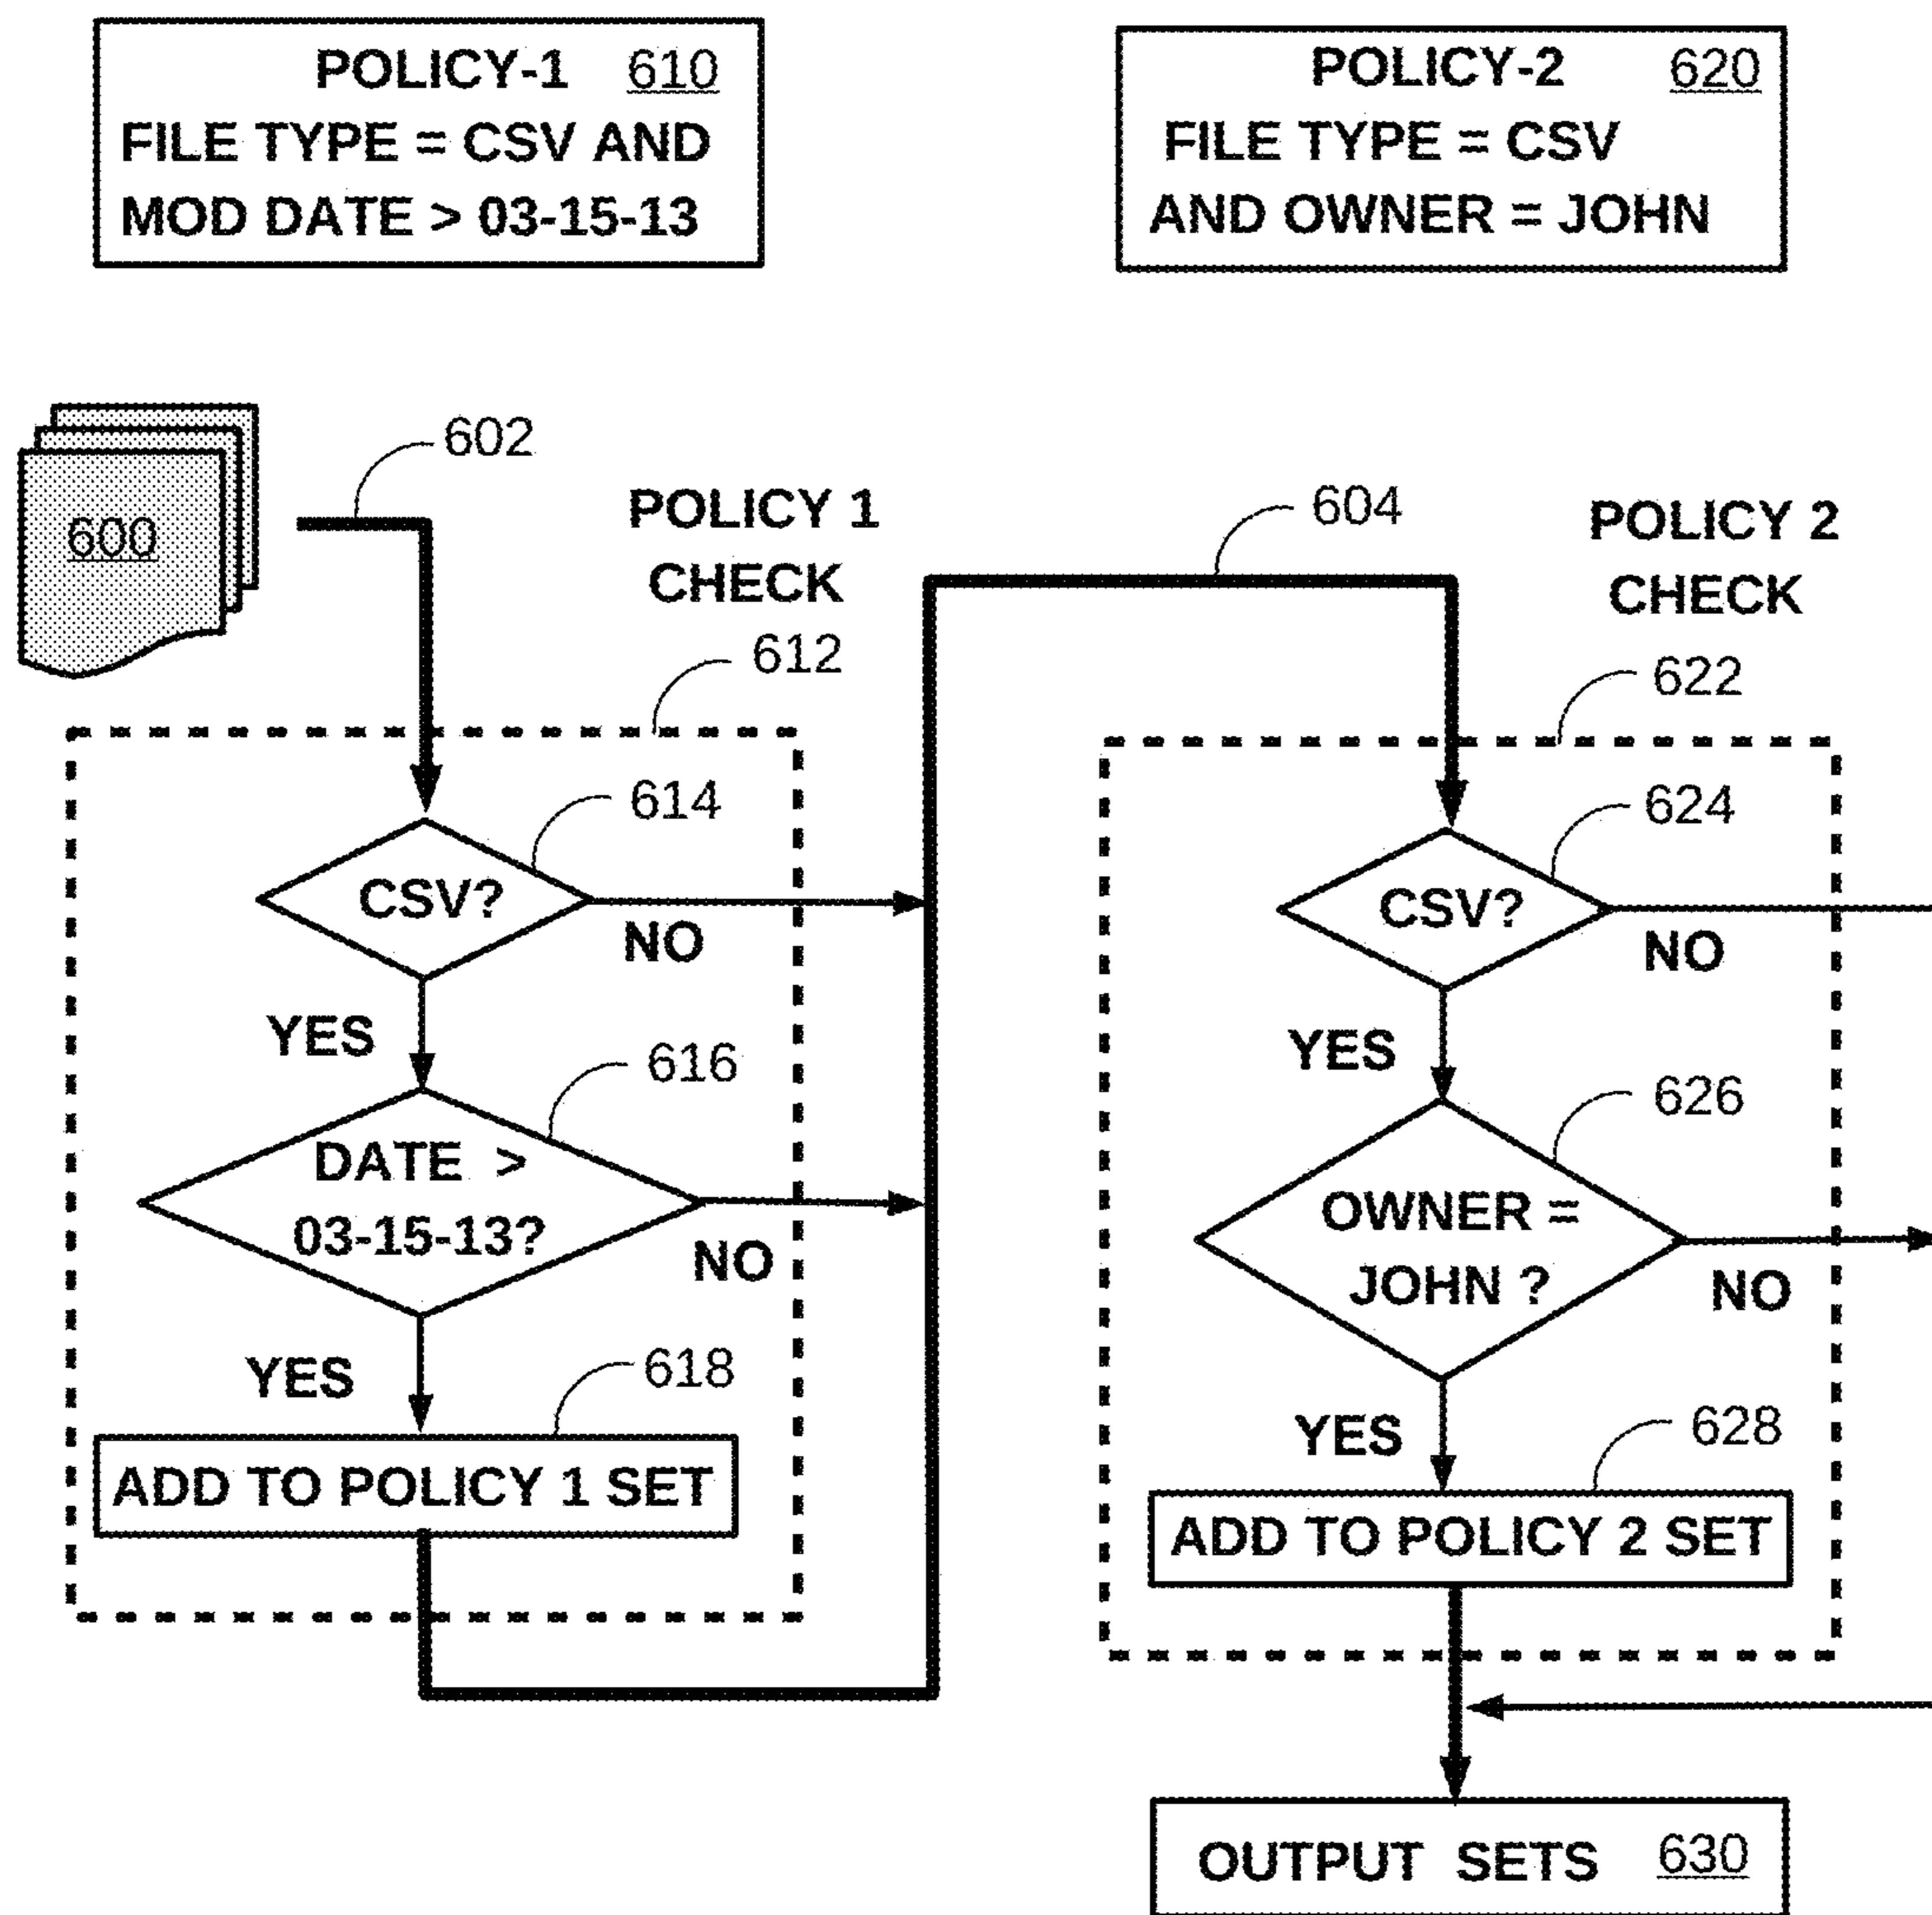 POLICY-1 610
FILE TYPE = CSV AND
MOD DATE > 03-15-13
POLICY-2 620
FILE TYPE = CSV
AND OWNER = JOHN
600
602
POLICY 1
CHECK
612
614
CSV?
NO
YES
616
DATE >
03-15-13?
NO
YES
618
ADD TO POLICY 1 SET
604
POLICY 2
CHECK
622
624
CSV?
NO
YES
626
OWNER =
JOHN ?
NO
YES
628
ADD TO POLICY 2 SET
OUTPUT SETS 630